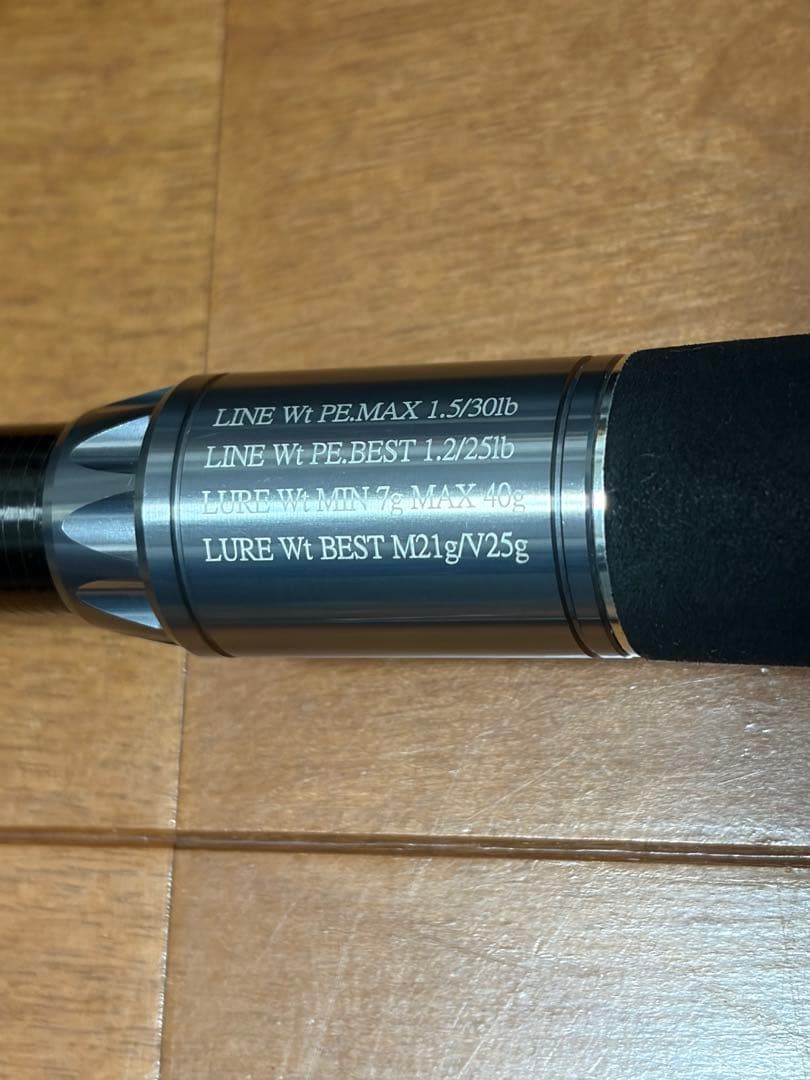 LINE Wt PE.MAX 1.5/30lb
LINE Wt PE.BEST 1.2/25lb
LURE Wt MIN 7g MAX 40g
LURE Wt BEST M21g/V25g